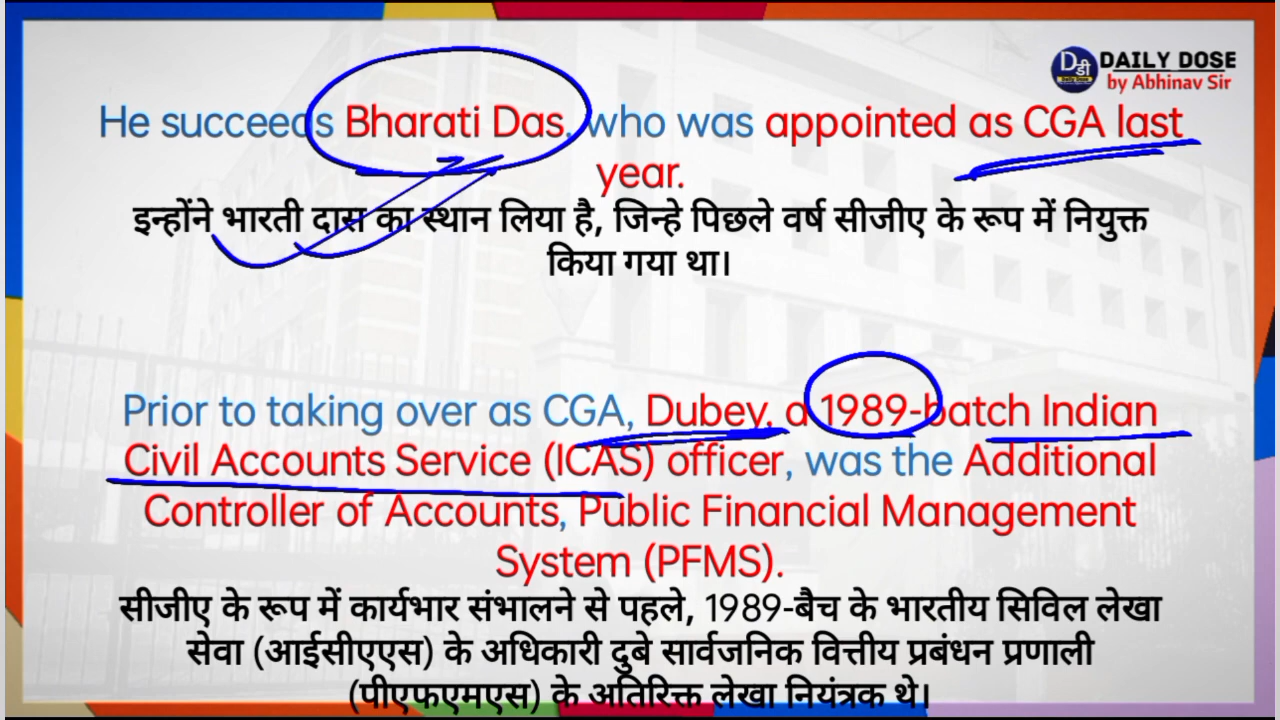 Dडी DAILY DOSE
Daily Dose by Abhinav Sir
He succeeds Bharati Das, who was appointed as CGA last
year.
इन्होंने भारती दास का स्थान लिया है, जिन्हे पिछले वर्ष सीजीए के रूप में नियुक्त
किया गया था।
Prior to taking over as CGA, Dubey, a 1989-batch Indian
Civil Accounts Service (ICAS) officer, was the Additional
Controller of Accounts, Public Financial Management
System (PFMS).
सीजीए के रूप में कार्यभार संभालने से पहले, 1989-बैच के भारतीय सिविल लेखा
सेवा (आईसीएएस) के अधिकारी दुबे सार्वजनिक वित्तीय प्रबंधन प्रणाली
(पीएफएमएस) के अतिरिक्त लेखा नियंत्रक थे।